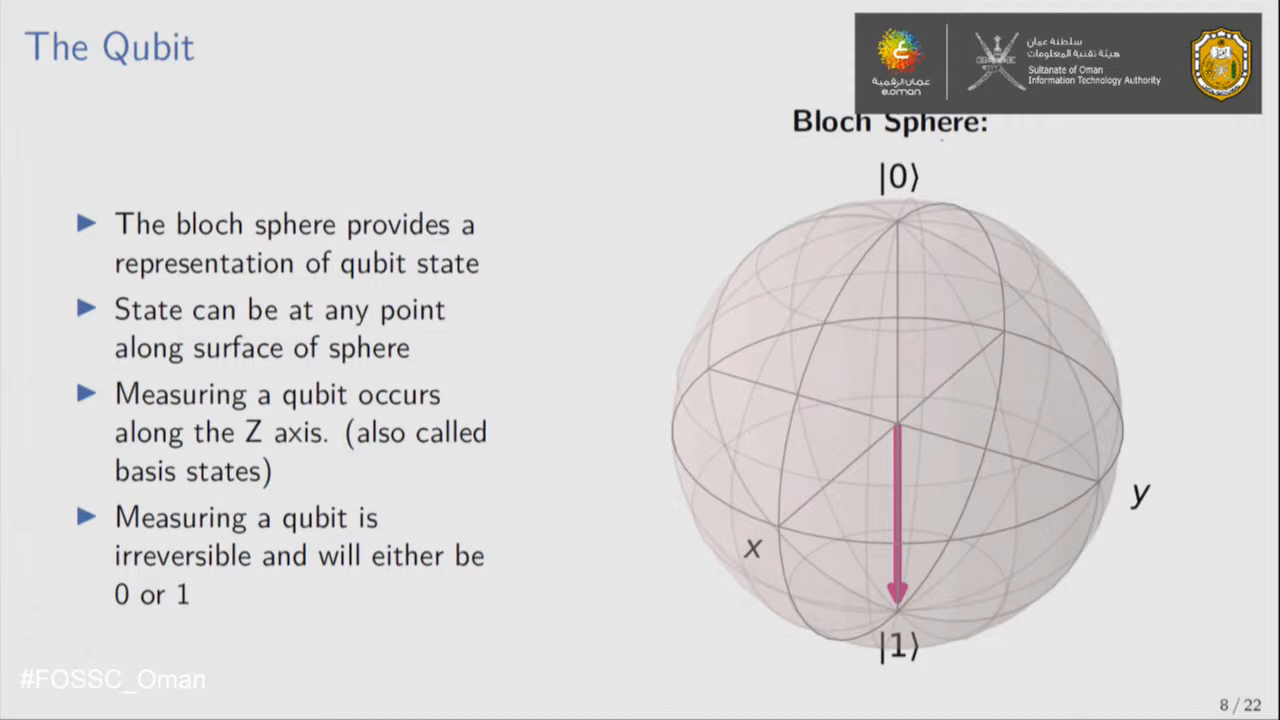 The Qubit
عمان الرقمية
e.oman
سلطنة عمان
هيئة تقنية المعلومات
Sultanate of Oman
Information Technology Authority
Bloch Sphere:
|0⟩
▶ The bloch sphere provides a
representation of qubit state
▶ State can be at any point
along surface of sphere
▶ Measuring a qubit occurs
along the Z axis. (also called
basis states)
▶ Measuring a qubit is
irreversible and will either be
0 or 1
y
x
|1⟩
#FOSSC_Oman
8 / 22